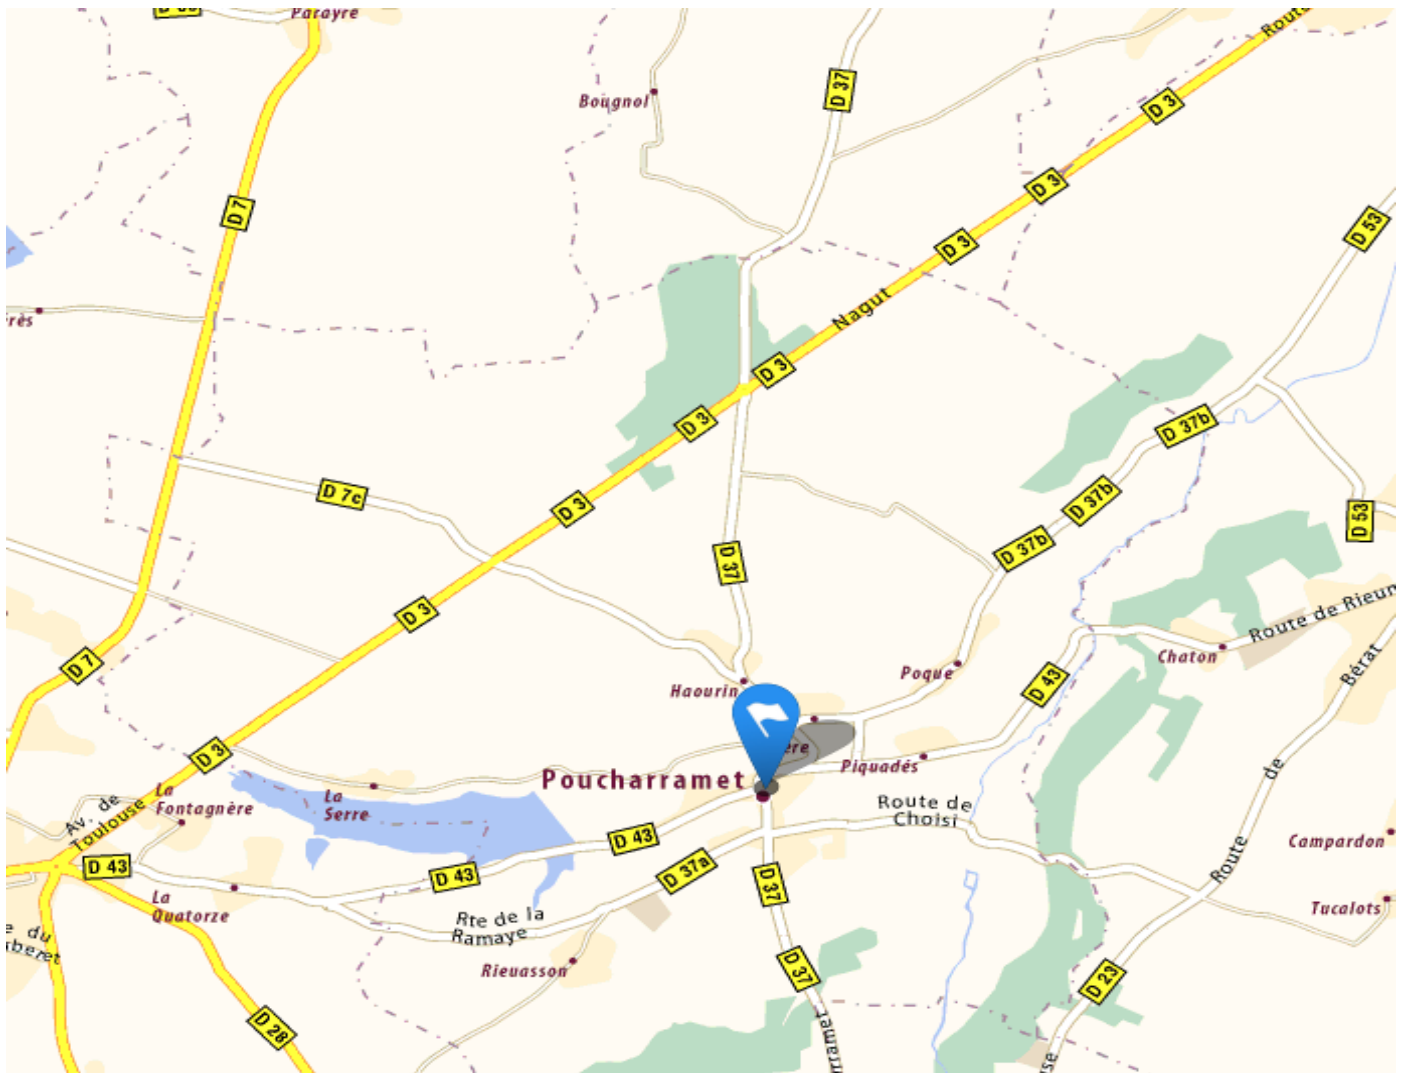 Parayre
Route
D 37
Bougnol
D 3
D 3
D 7
D 53
D 3
Nagut
D 3
D 3
D 37b
D 7c
D 37b
D 3
D 53
D 37b
D 37
D 3
Route de Rieum
Chaton
D 7
Poque
Bérat
Haourin
D 43
D 3
Piquadés
Poucharramet
La
Fontagnère
La
Serre
Av. de
Toulouse
Route de
Choisi
de
Route
D 43
Campardon
D 43
D 43
D 37a
D 37
La
Quatorze
Tucalots
Rte de la
Ramaye
Rieuasson
D 37
D 23
D 28